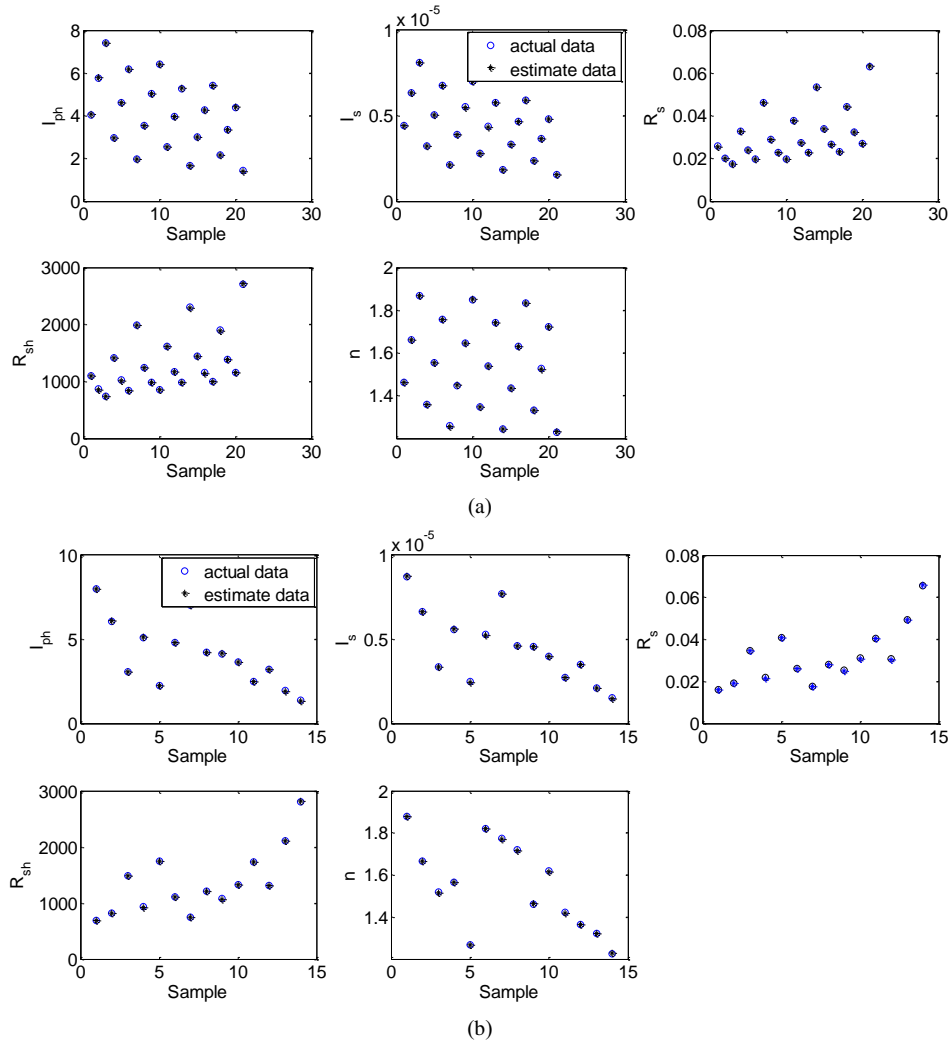 8
6
4
2
0
I_ph
0 10 20 30
Sample
1 x 10^-5
0.5
0
I_s
actual data
estimate data
0 10 20 30
Sample
0.08
0.06
0.04
0.02
0
R_s
0 10 20 30
Sample
3000
2000
1000
0
R_sh
0 10 20 30
Sample
2
1.8
1.6
1.4
n
0 10 20 30
Sample
(a)
10
5
0
I_ph
actual data
estimate data
0 5 10 15
Sample
1 x 10^-5
0.5
0
I_s
0 5 10 15
Sample
0.08
0.06
0.04
0.02
0
R_s
0 5 10 15
Sample
3000
2000
1000
0
R_sh
0 5 10 15
Sample
2
1.8
1.6
1.4
n
0 5 10 15
Sample
(b)